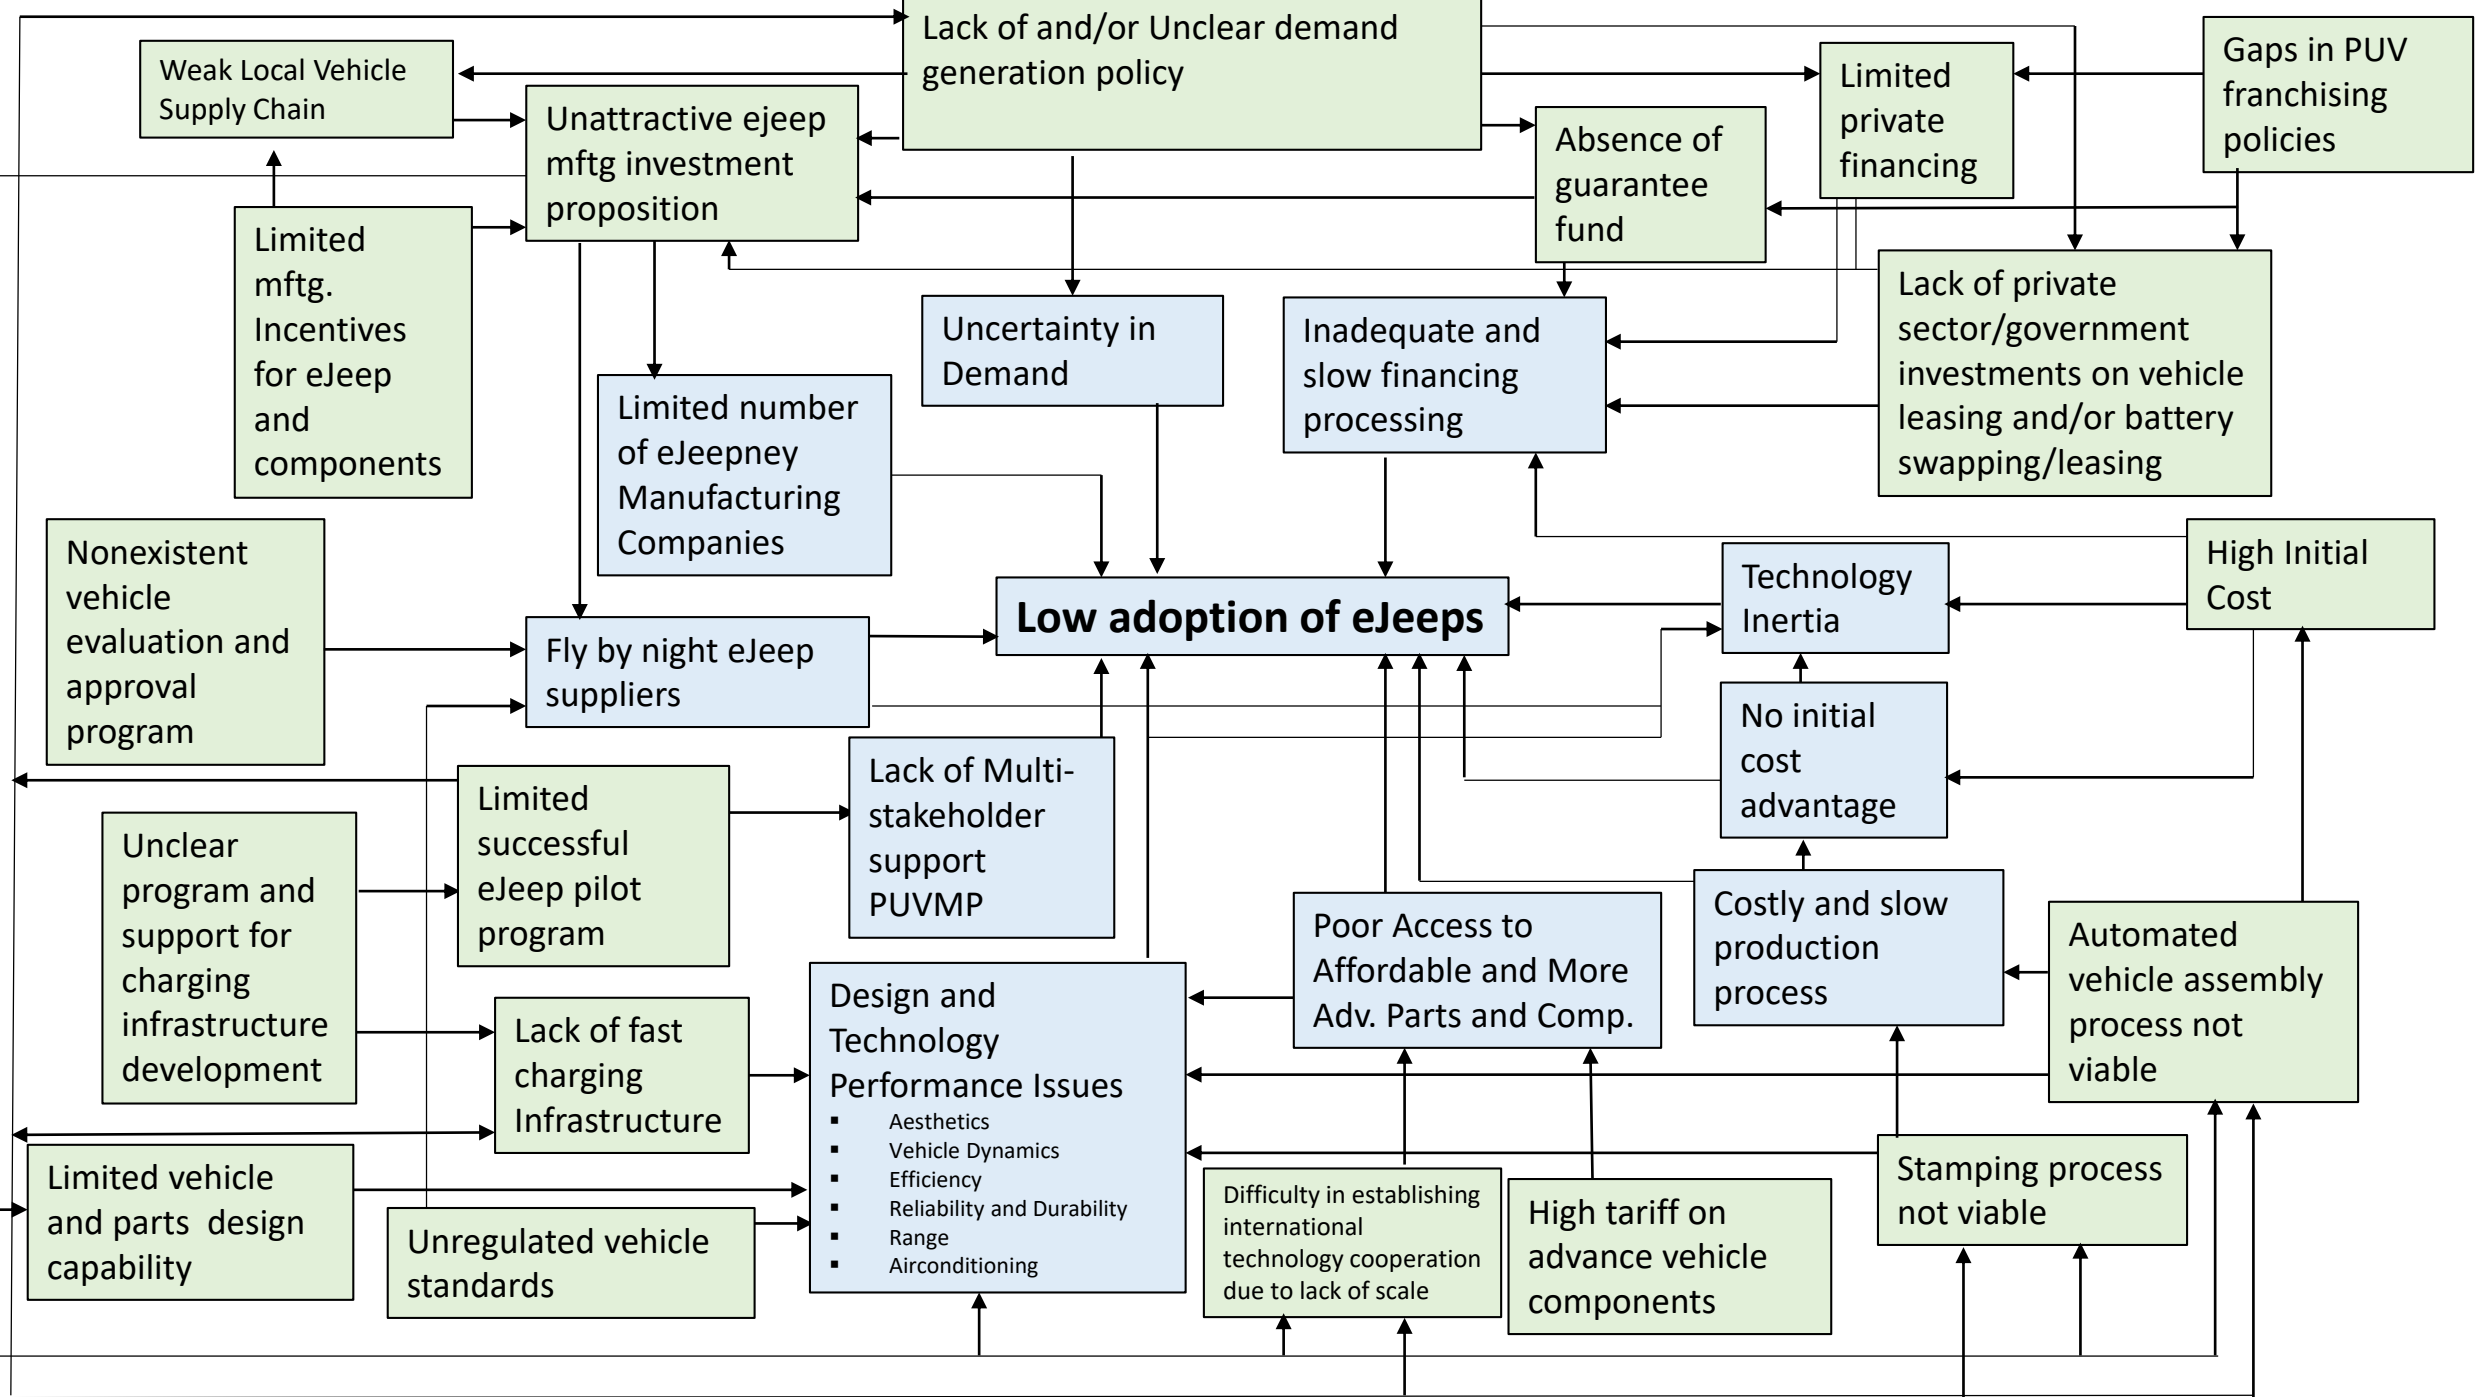 Lack of and/or Unclear demand
generation policy
Weak Local Vehicle
Supply Chain
Unattractive ejeep
mftg investment
proposition
Absence of
guarantee
fund
Limited
private
financing
Gaps in PUV
franchising
policies
Limited
mftg.
Incentives
for eJeep
and
components
Uncertainty in
Demand
Inadequate and
slow financing
processing
Lack of private
sector/government
investments on vehicle
leasing and/or battery
swapping/leasing
Limited number
of eJeepney
Manufacturing
Companies
Nonexistent
vehicle
evaluation and
approval
program
Fly by night eJeep
suppliers
Low adoption of eJeeps
Technology
Inertia
High Initial
Cost
No initial
cost
advantage
Lack of Multi-
stakeholder
support
PUVMP
Limited
successful
eJeep pilot
program
Unclear
program and
support for
charging
infrastructure
development
Lack of fast
charging
Infrastructure
Design and
Technology
Performance Issues
▪ Aesthetics
▪ Vehicle Dynamics
▪ Efficiency
▪ Reliability and Durability
▪ Range
▪ Airconditioning
Poor Access to
Affordable and More
Adv. Parts and Comp.
Costly and slow
production
process
Automated
vehicle assembly
process not
viable
Limited vehicle
and parts  design
capability
Unregulated vehicle
standards
Difficulty in establishing
international
technology cooperation
due to lack of scale
High tariff on
advance vehicle
components
Stamping process
not viable